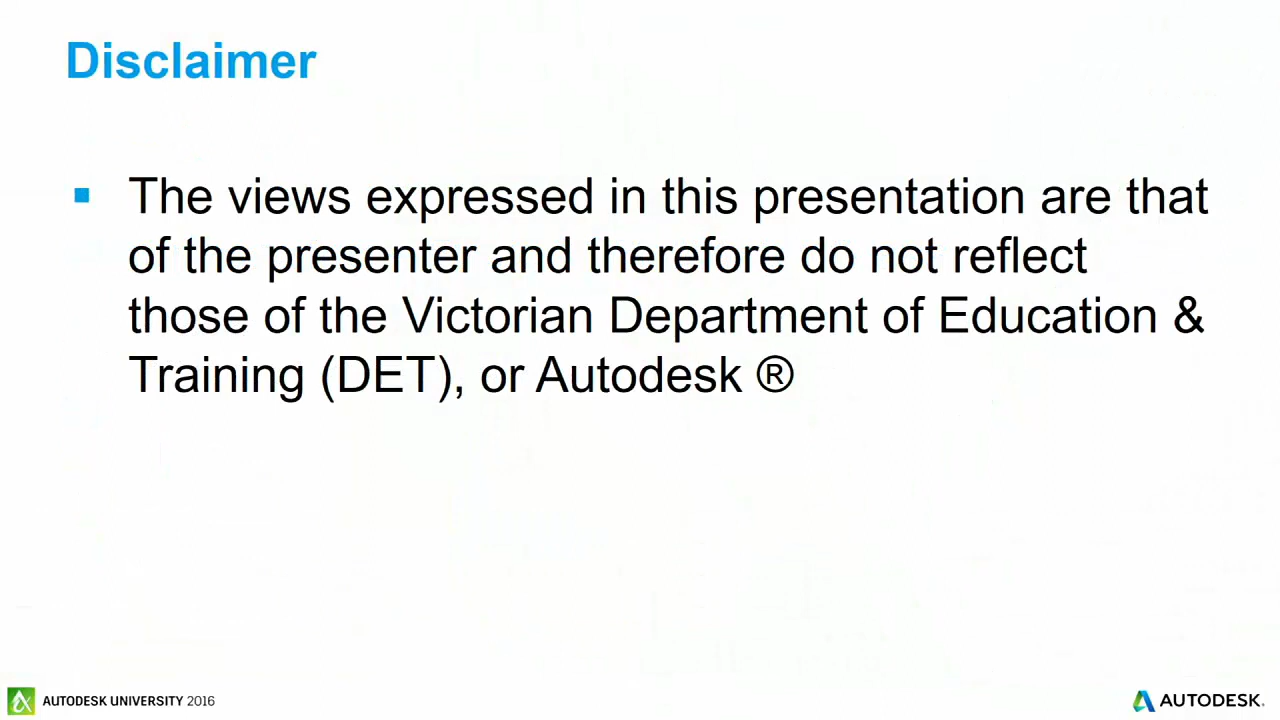 Disclaimer
▪ The views expressed in this presentation are that
of the presenter and therefore do not reflect
those of the Victorian Department of Education &
Training (DET), or Autodesk ®
AUTODESK UNIVERSITY 2016
AUTODESK.